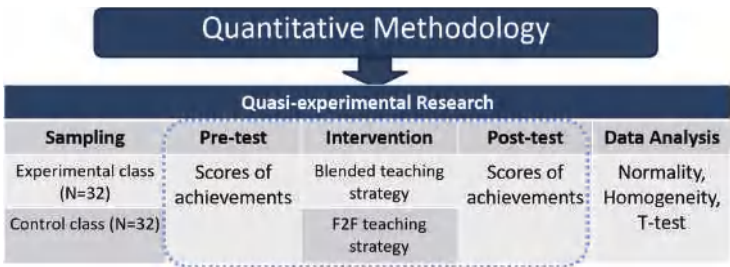 Quantitative Methodology
Quasi-experimental Research
Sampling Pre-test Intervention Post-test Data Analysis
Experimental class
(N=32)
Control class (N=32)
Scores of
achievements
Blended teaching
strategy
F2F teaching
strategy
Scores of
achievements
Normality,
Homogeneity,
T-test